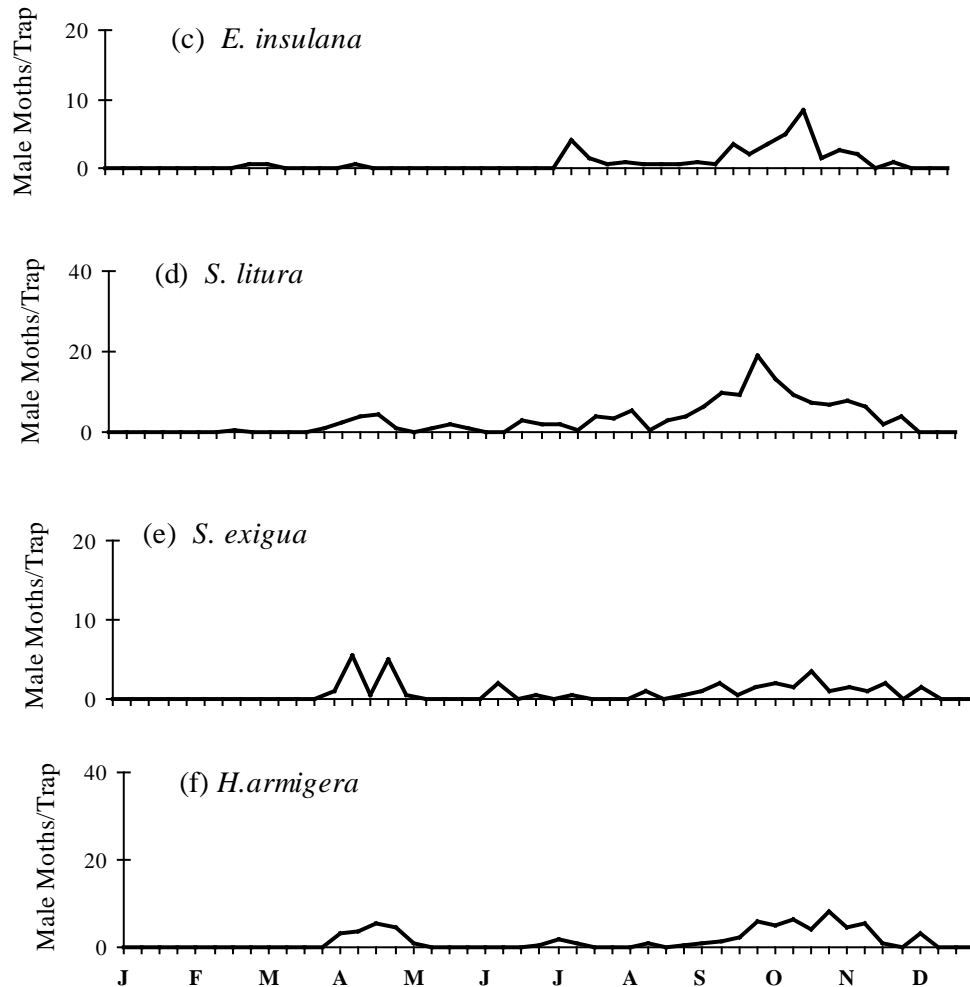 (c) E. insulana
Male Moths/Trap
20
10
0
(d) S. litura
Male Moths/Trap
40
20
0
(e) S. exigua
Male Moths/Trap
20
10
0
(f) H.armigera
Male Moths/Trap
40
20
0
J F M A M J J A S O N D